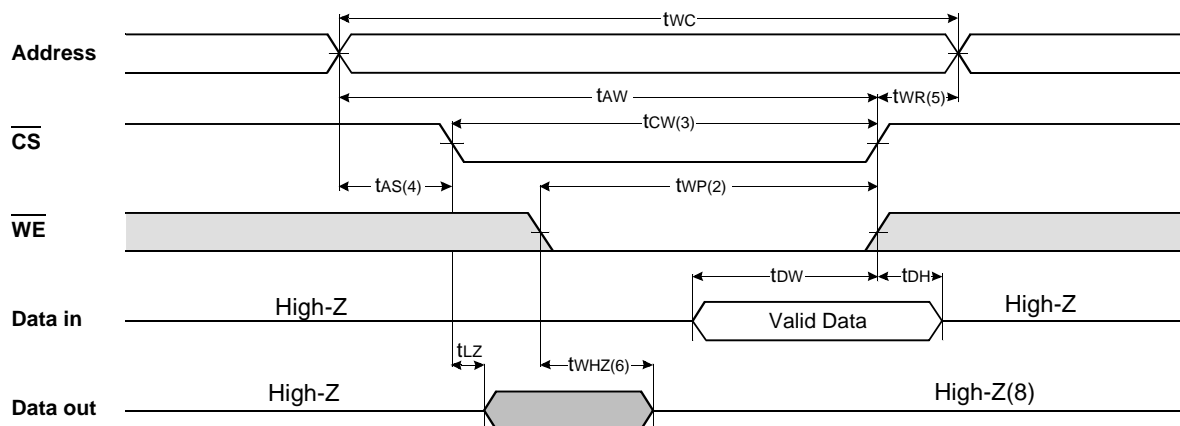 tWC
Address
tAW
tWR(5)
CS
tCW(3)
tAS(4)
tWP(2)
WE
tDW
tDH
High-Z
High-Z
Data in
Valid Data
tLZ
tWHZ(6)
High-Z
High-Z(8)
Data out